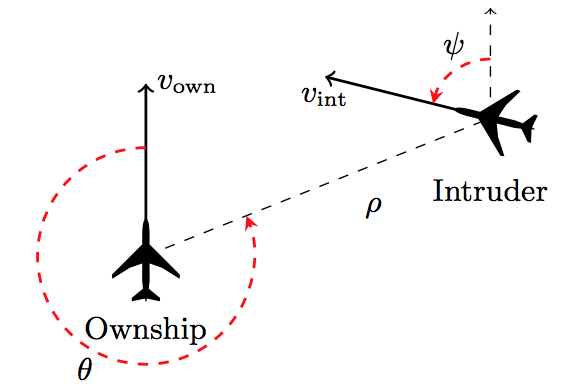 ψ
v_own
v_int
Intruder
ρ
Ownship
θ